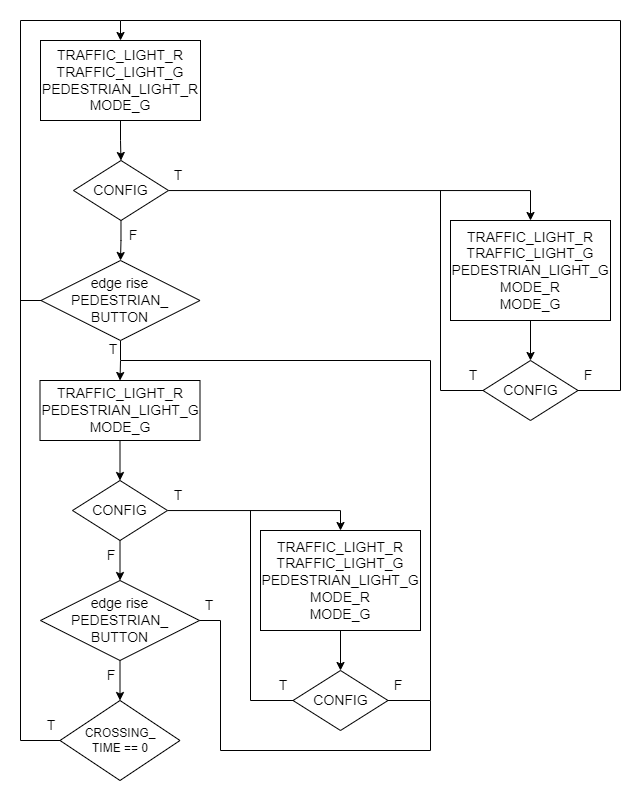 TRAFFIC_LIGHT_R
TRAFFIC_LIGHT_G
PEDESTRIAN_LIGHT_R
MODE_G
CONFIG
T
F
TRAFFIC_LIGHT_R
TRAFFIC_LIGHT_G
PEDESTRIAN_LIGHT_G
MODE_R
MODE_G
edge rise
PEDESTRIAN_
BUTTON
T
CONFIG
T
F
TRAFFIC_LIGHT_R
PEDESTRIAN_LIGHT_G
MODE_G
CONFIG
T
F
TRAFFIC_LIGHT_R
TRAFFIC_LIGHT_G
PEDESTRIAN_LIGHT_G
MODE_R
MODE_G
edge rise
PEDESTRIAN_
BUTTON
T
F
T
CONFIG
F
T
CROSSING_
TIME == 0